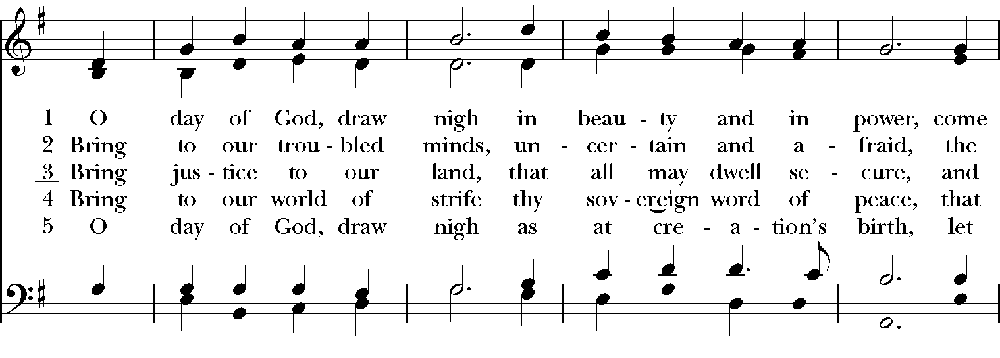 1 O day of God, draw nigh in beau - ty and in power, come
2 Bring to our trou - bled minds, un - cer - tain and a - fraid, the
3 Bring jus - tice to our land, that all may dwell se - cure, and
4 Bring to our world of strife thy sov - ereign word of peace, that
5 O day of God, draw nigh as at cre - a - tion's birth, let